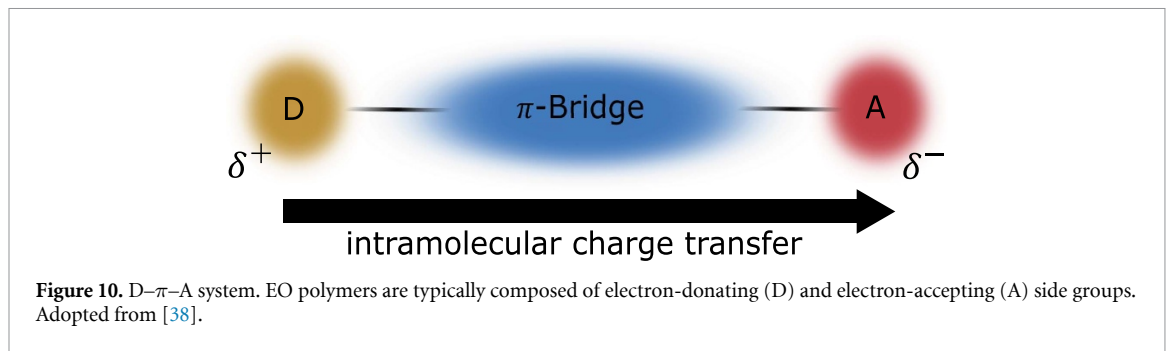 D π-Bridge A
δ+ δ−
intramolecular charge transfer
Figure 10. D–π–A system. EO polymers are typically composed of electron-donating (D) and electron-accepting (A) side groups.
Adopted from [38].